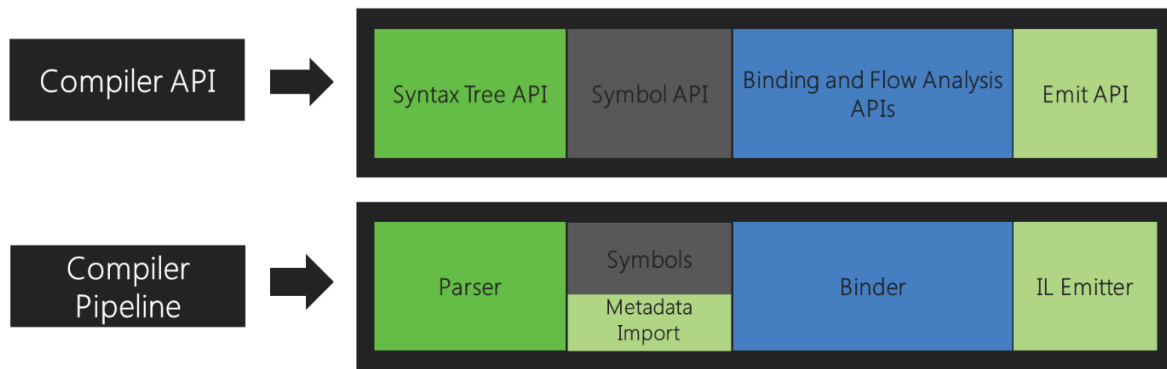 Compiler API
Syntax Tree API
Symbol API
Binding and Flow Analysis
APIs
Emit API
Compiler
Pipeline
Parser
Symbols
Metadata
Import
Binder
IL Emitter